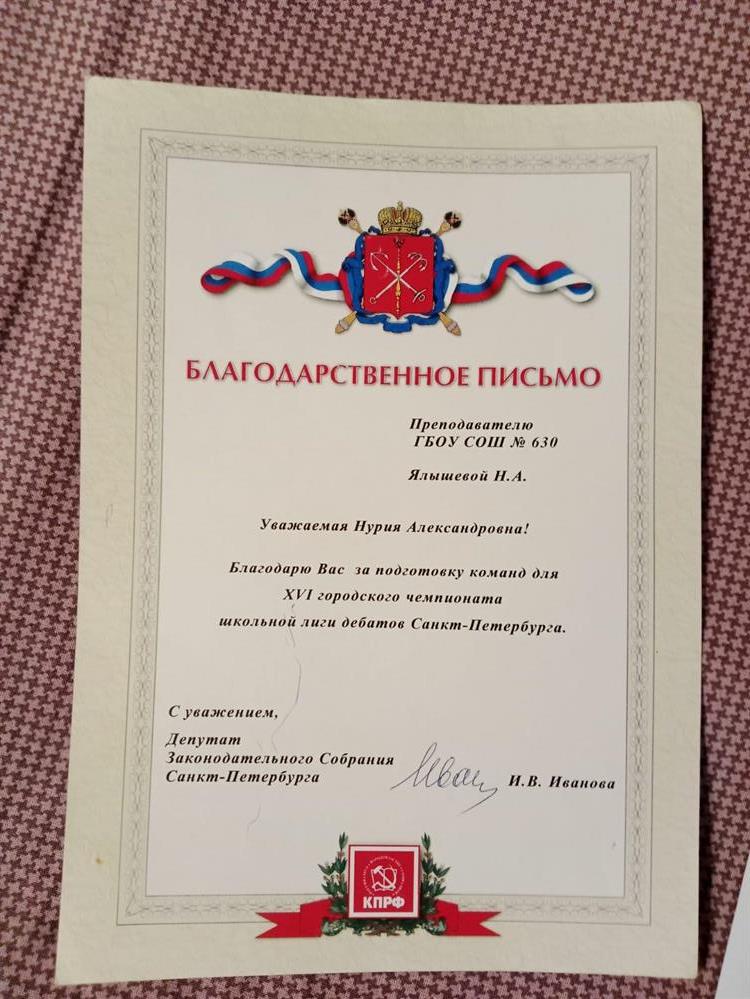 БЛАГОДАРСТВЕННОЕ ПИСЬМО
Преподавателю
ГБОУ СОШ № 630
Ялышевой Н.А.
Уважаемая Нурия Александровна!
Благодарю Вас за подготовку команд для
XVI городского чемпионата
школьной лиги дебатов Санкт-Петербурга.
С уважением,
Депутат
Законодательного Собрания
Санкт-Петербурга
И.В. Иванова
КПРФ